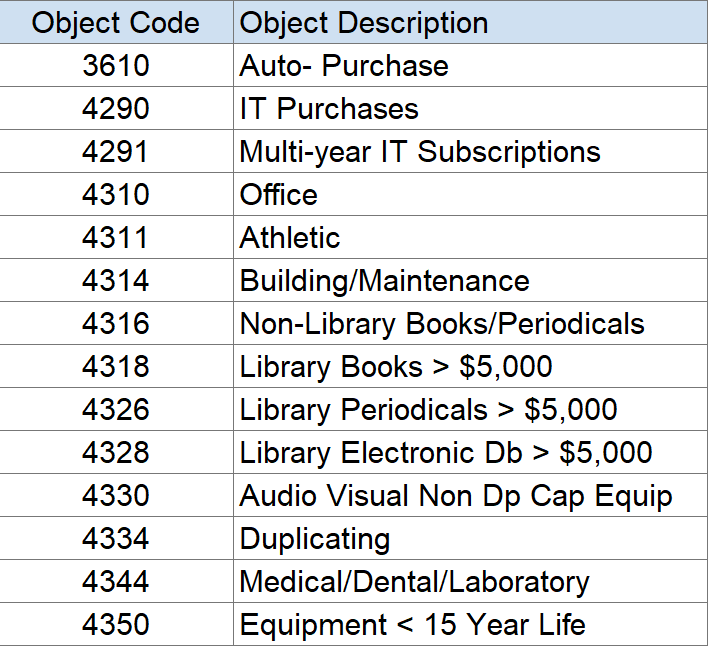 Object Code Object Description
3610 Auto- Purchase
4290 IT Purchases
4291 Multi-year IT Subscriptions
4310 Office
4311 Athletic
4314 Building/Maintenance
4316 Non-Library Books/Periodicals
4318 Library Books > $5,000
4326 Library Periodicals > $5,000
4328 Library Electronic Db > $5,000
4330 Audio Visual Non Dp Cap Equip
4334 Duplicating
4344 Medical/Dental/Laboratory
4350 Equipment < 15 Year Life